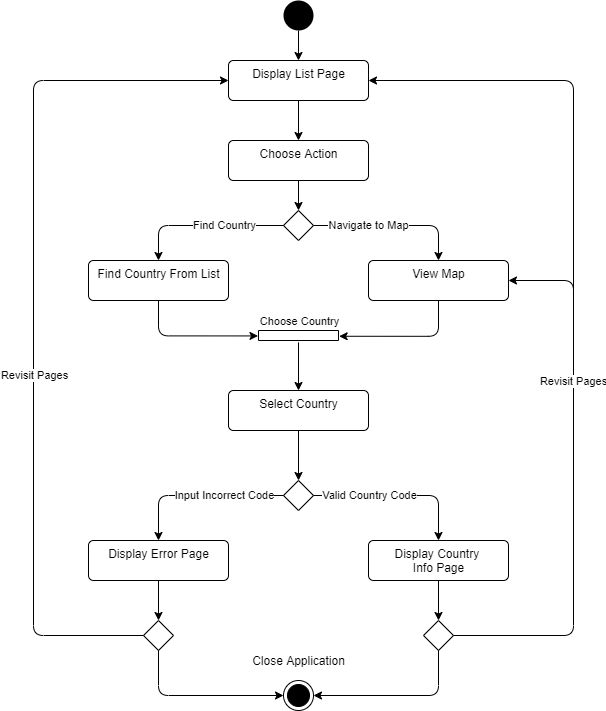 Display List Page
Choose Action
Find Country
Navigate to Map
Find Country From List
View Map
Choose Country
Revisit Pages
Revisit Pages
Select Country
Input Incorrect Code
Valid Country Code
Display Error Page
Display Country
Info Page
Close Application